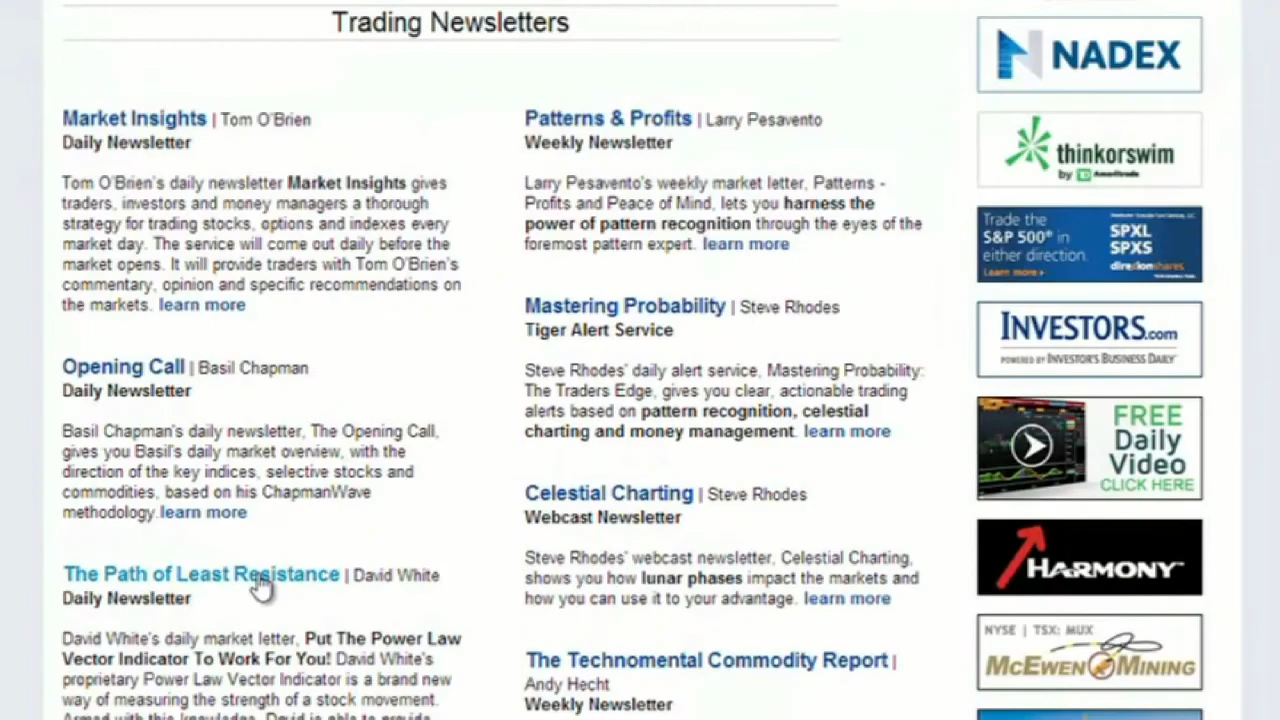 Trading Newsletters
Market Insights | Tom O'Brien
Daily Newsletter
Tom O'Brien's daily newsletter Market Insights gives
traders, investors and money managers a thorough
strategy for trading stocks, options and indexes every
market day. The service will come out daily before the
market opens. It will provide traders with Tom O'Brien's
commentary, opinion and specific recommendations on
the markets. learn more
Opening Call | Basil Chapman
Daily Newsletter
Basil Chapman's daily newsletter, The Opening Call,
gives you Basil's daily market overview, with the
direction of the key indices, selective stocks and
commodities, based on his ChapmanWave
methodology.learn more
The Path of Least Resistance | David White
Daily Newsletter
David White's daily market letter, Put The Power Law
Vector Indicator To Work For You! David White's
proprietary Power Law Vector Indicator is a brand new
way of measuring the strength of a stock movement.
Armed with this knowledge, David is able to provide
Patterns & Profits | Larry Pesavento
Weekly Newsletter
Larry Pesavento's weekly market letter, Patterns -
Profits and Peace of Mind, lets you harness the
power of pattern recognition through the eyes of the
foremost pattern expert. learn more
Mastering Probability | Steve Rhodes
Tiger Alert Service
Steve Rhodes' daily alert service, Mastering Probability:
The Traders Edge, gives you clear, actionable trading
alerts based on pattern recognition, celestial
charting and money management. learn more
Celestial Charting | Steve Rhodes
Webcast Newsletter
Steve Rhodes' webcast newsletter, Celestial Charting,
shows you how lunar phases impact the markets and
how you can use it to your advantage. learn more
The Technomental Commodity Report |
Andy Hecht
Weekly Newsletter
NADEX
thinkorswim
by TD Ameritrade
Trade the
S&P 500® in
either direction.
Learn more
SPXL
SPXS
direxionshares
INVESTORS.com
POWERED BY INVESTOR'S BUSINESS DAILY
FREE
Daily
Video
CLICK HERE
HARMONY™
NYSE | TSX: MUX
MCEWEN MINING